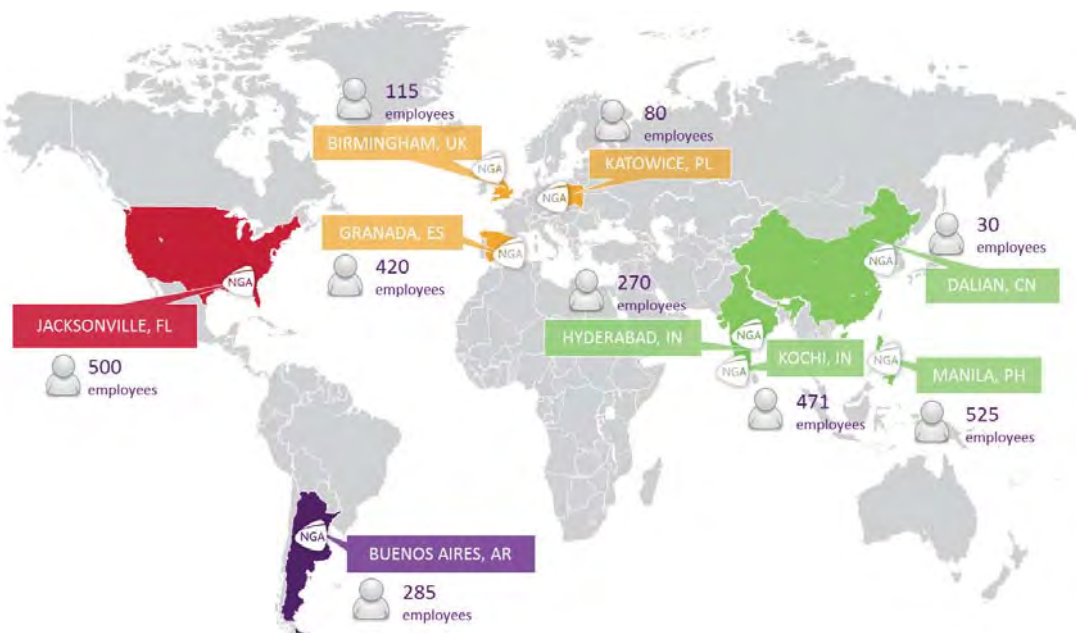 115
employees
BIRMINGHAM, UK
NGA
80
employees
KATOWICE, PL
NGA
GRANADA, ES
NGA
420
employees
NGA
JACKSONVILLE, FL
500
employees
270
employees
HYDERABAD, IN
NGA
KOCHI, IN
NGA
471
employees
30
employees
NGA
DALIAN, CN
NGA
MANILA, PH
525
employees
NGA
BUENOS AIRES, AR
285
employees